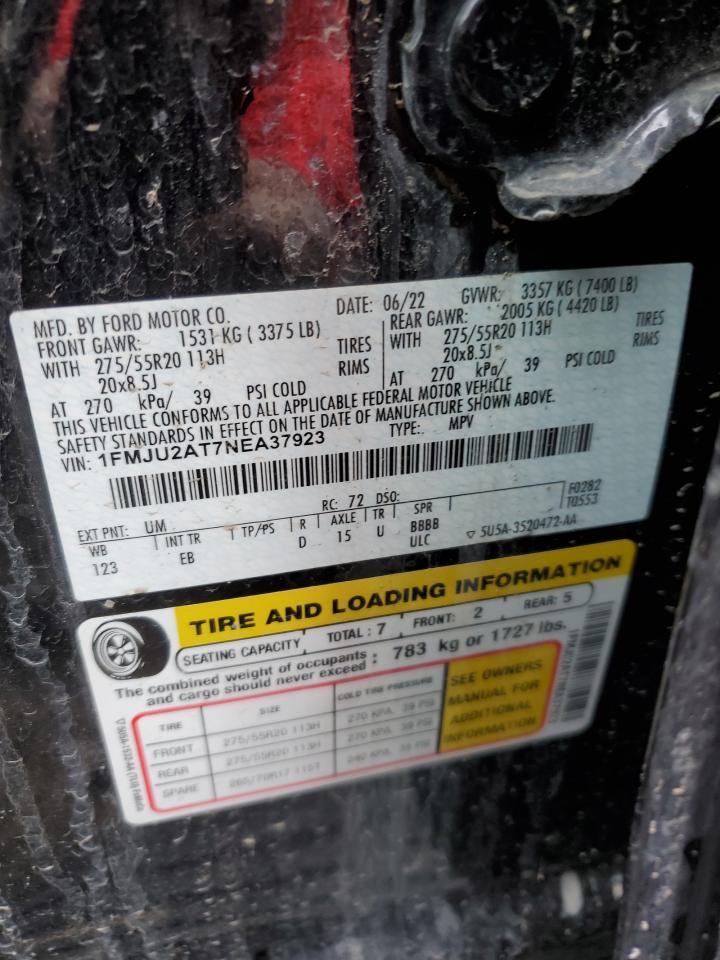 MFD. BY FORD MOTOR CO. DATE: 06/22 GVWR: 3357 KG ( 7400 LB)
FRONT GAWR: 1531 KG ( 3375 LB) REAR GAWR: 2005 KG ( 4420 LB)
WITH 275/55R20 113H TIRES WITH 275/55R20 113H TIRES
20x8.5J RIMS 20x8.5J RIMS
AT 270 kPa/ 39 PSI COLD AT 270 kPa/ 39 PSI COLD
THIS VEHICLE CONFORMS TO ALL APPLICABLE FEDERAL MOTOR VEHICLE
SAFETY STANDARDS IN EFFECT ON THE DATE OF MANUFACTURE SHOWN ABOVE.
VIN: 1FMJU2AT7NEA37923 TYPE: MPV
F0282
T0553
EXT PNT: UM RC: 72 DSO:
WB INT TR TP/PS R AXLE TR SPR
123 EB D 15 U BBBB
ULC
5U5A-3520472-AA
TIRE AND LOADING INFORMATION
SEATING CAPACITY TOTAL : 7 FRONT: 2 REAR: 5
The combined weight of occupants
and cargo should never exceed : 783 kg or 1727 lbs.
TIRE SIZE COLD TIRE PRESSURE
FRONT 275/55R20 113H 270 KPA, 39 PSI
REAR 275/55R20 113H 270 KPA, 39 PSI
SPARE 265/70R17 115T 240 KPA, 35 PSI
SEE OWNERS
MANUAL FOR
ADDITIONAL
INFORMATION